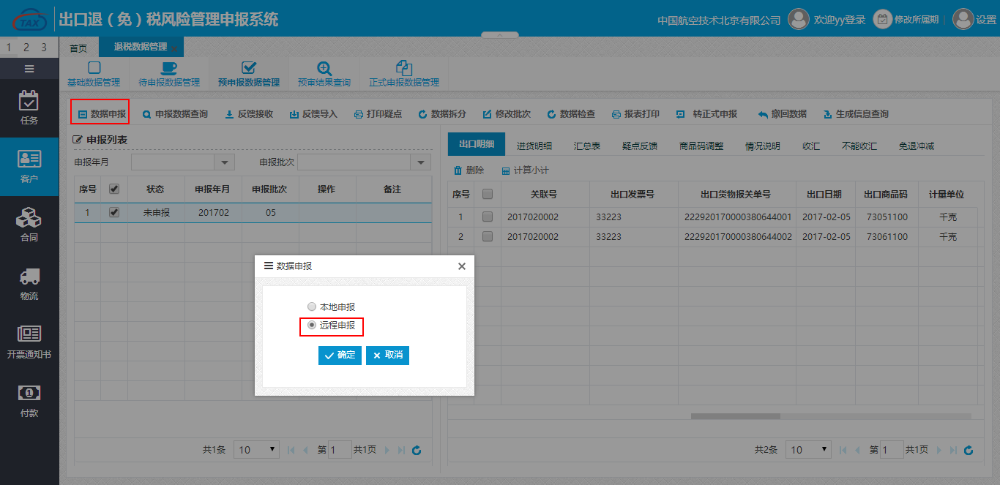 TAX 出口退（免）税风险管理申报系统 中国航空技术北京有限公司 欢迎yy登录 修改所属期 设置
1 2 3 首页 退税数据管理
基础数据管理 待申报数据管理 预申报数据管理 预审结果查询 正式申报数据管理
任务
客户
合同
物流
开票通知书
付款
数据申报 申报数据查询 反馈接收 反馈导入 打印疑点 数据拆分 修改批次 数据检查 报表打印 转正式申报 撤回数据 生成信息查询
申报列表
申报年月 申报批次
序号 状态 申报年月 申报批次 操作 备注
1 未申报 201702 05
共1条 10 第 1 共1页
出口明细 进货明细 汇总表 疑点反馈 商品码调整 情况说明 收汇 不能收汇 免退冲减
删除 计算小计
序号 关联号 出口发票号 出口货物报关单号 出口日期 出口商品码 计量单位
1 2017020002 33223 222920170000380644001 2017-02-05 73051100 千克
2 2017020002 33223 222920170000380644002 2017-02-05 73061100 千克
共2条 10 第 1 共1页
数据申报
本地申报
远程申报
确定 取消